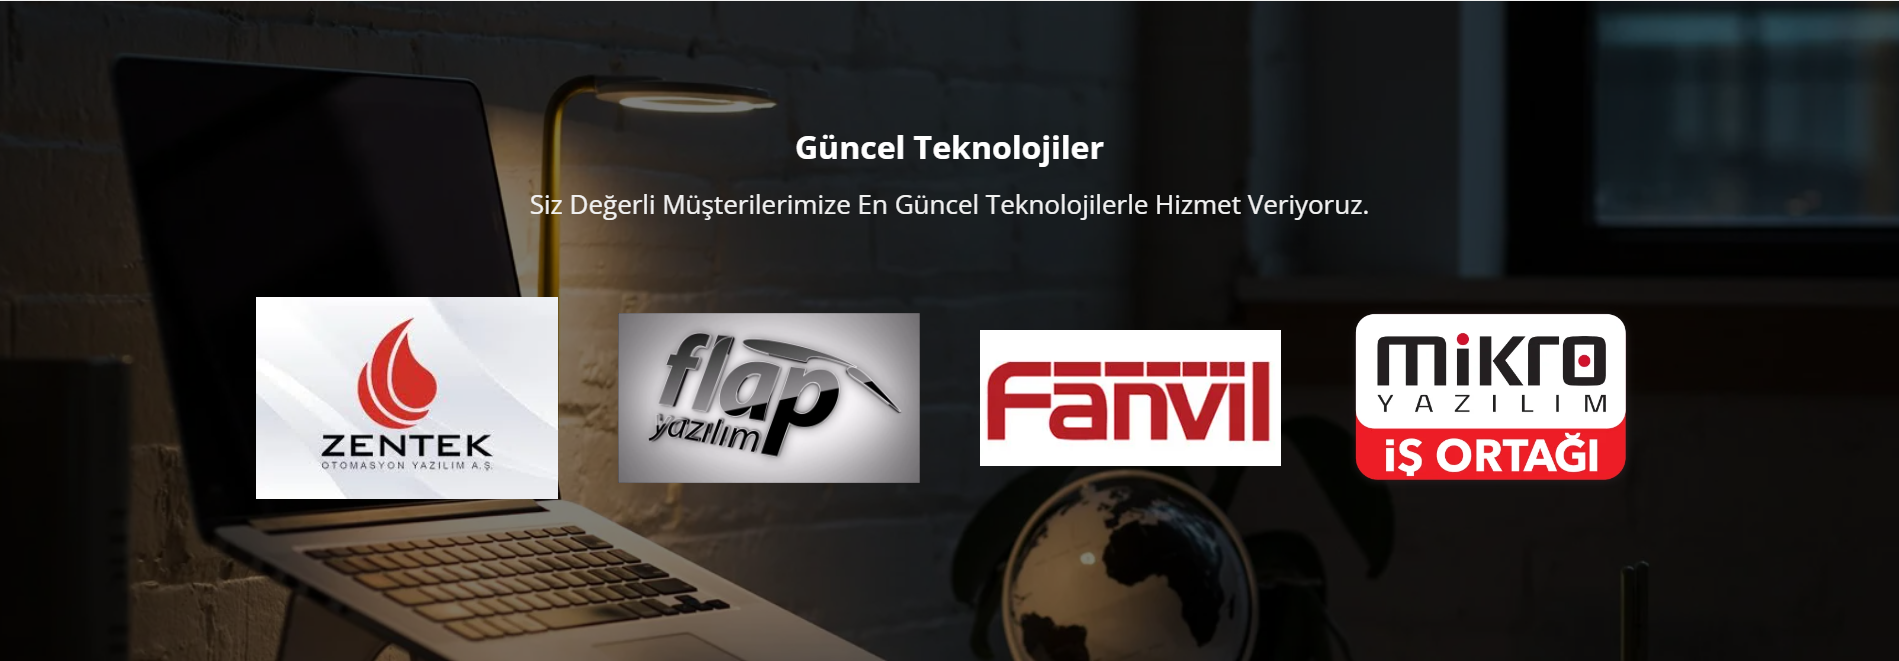 Güncel Teknolojiler
Siz Değerli Müşterilerimize En Güncel Teknolojilerle Hizmet Veriyoruz.
ZENTEK
OTOMASYON YAZILIM A.Ş.
flap
yazılım
Fanvil
mikro
YAZILIM
İŞ ORTAĞI